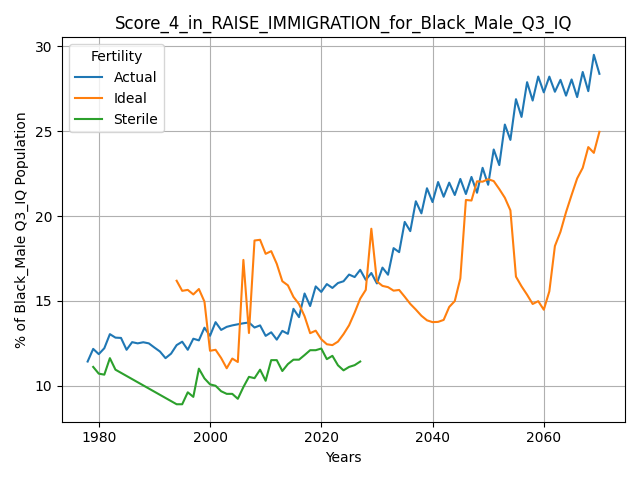 Score_4_in_RAISE_IMMIGRATION_for_Black_Male_Q3_IQ
Fertility
Actual
Ideal
Sterile
% of Black_Male Q3_IQ Population
30
25
20
15
10
1980
2000
2020
2040
2060
Years